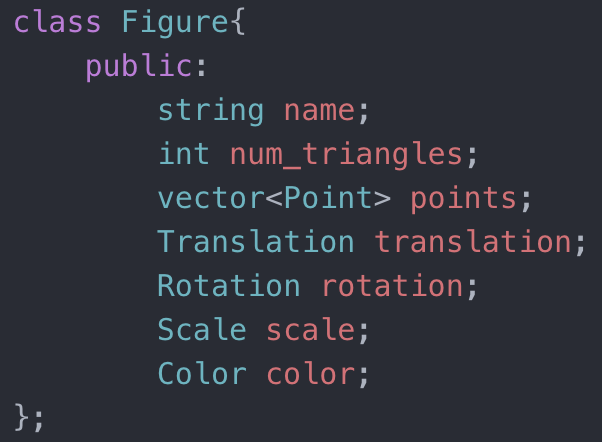 class Figure{
public:
string name;
int num_triangles;
vector<Point> points;
Translation translation;
Rotation rotation;
Scale scale;
Color color;
};